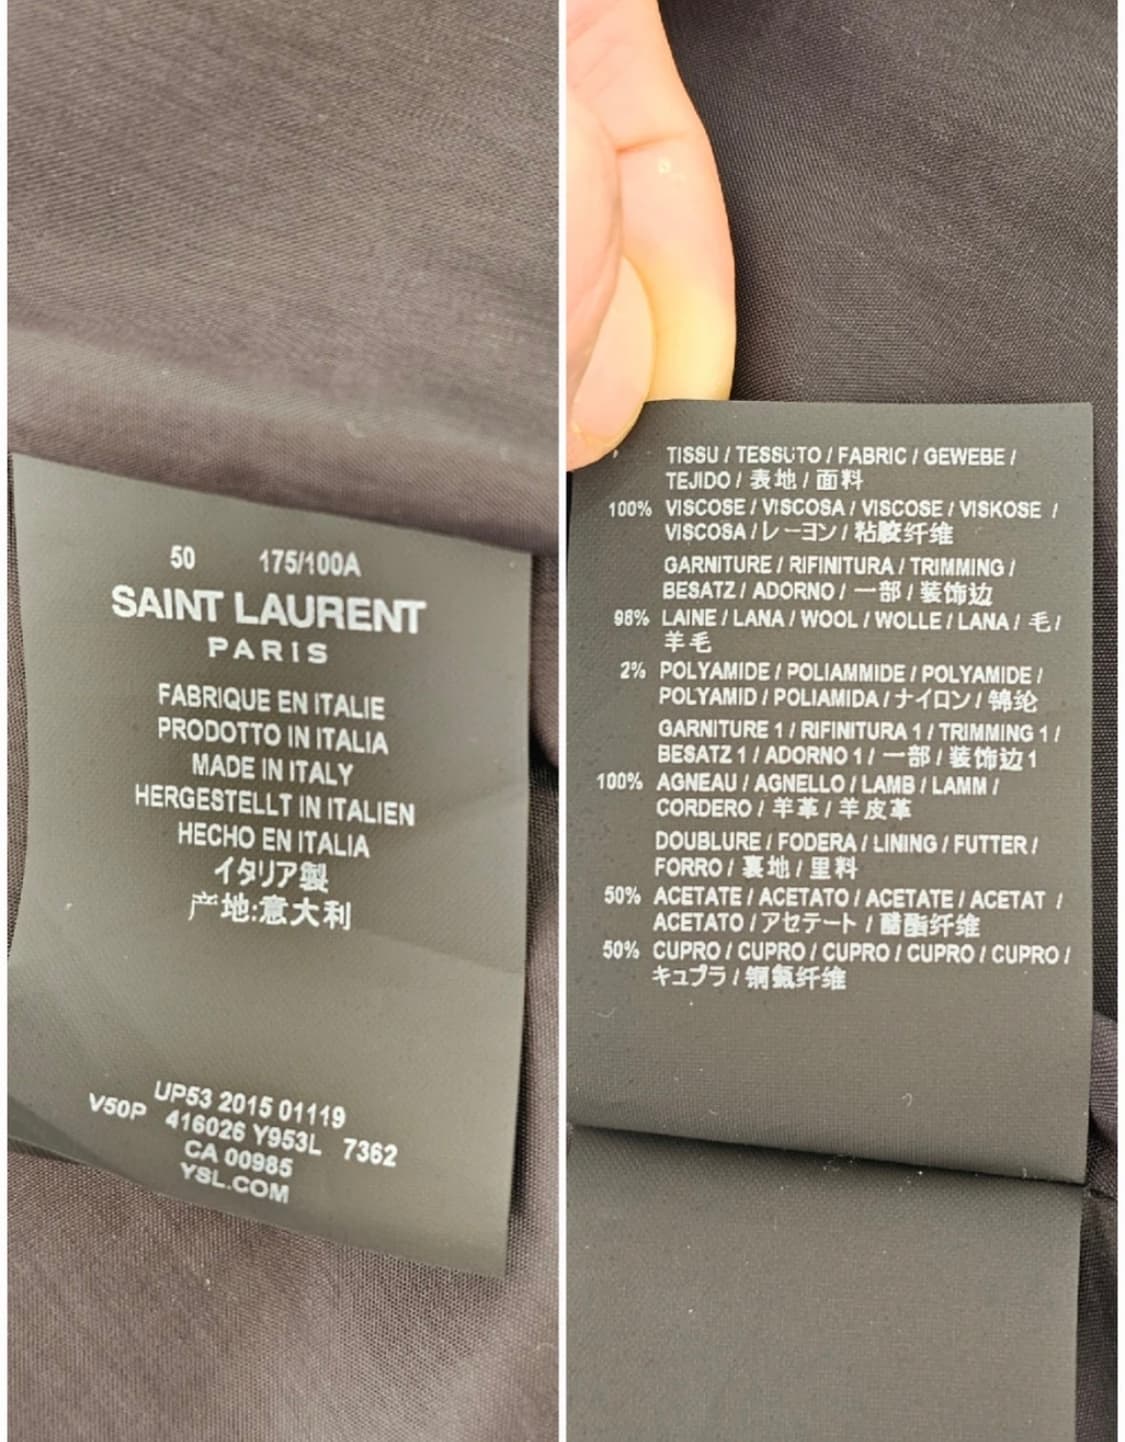 50 175/100A
SAINT LAURENT
PARIS
FABRIQUE EN ITALIE
PRODOTTO IN ITALIA
MADE IN ITALY
HERGESTELLT IN ITALIEN
HECHO EN ITALIA
イタリア製
产地:意大利
UP53 2015 01119
V50P 416026 Y953L 7362
CA 00985
YSL.COM
TISSU / TESSUTO / FABRIC / GEWEBE /
TEJIDO / 表地 / 面料
100% VISCOSE / VISCOSA / VISCOSE / VISKOSE /
VISCOSA / レーヨン / 粘胶纤维
GARNITURE / RIFINITURA / TRIMMING /
BESATZ / ADORNO / 一部 / 装饰边
98% LAINE / LANA / WOOL / WOLLE / LANA / 毛 /
羊毛
2% POLYAMIDE / POLIAMMIDE / POLYAMIDE /
POLYAMID / POLIAMIDA / ナイロン / 锦纶
GARNITURE 1 / RIFINITURA 1 / TRIMMING 1 /
BESATZ 1 / ADORNO 1 / 一部 / 装饰边1
100% AGNEAU / AGNELLO / LAMB / LAMM /
CORDERO / 羊革 / 羊皮革
DOUBLURE / FODERA / LINING / FUTTER /
FORRO / 裏地 / 里料
50% ACETATE / ACETATO / ACETATE / ACETAT /
ACETATO / アセテート / 醋酯纤维
50% CUPRO / CUPRO / CUPRO / CUPRO / CUPRO /
キュプラ / 铜氨纤维